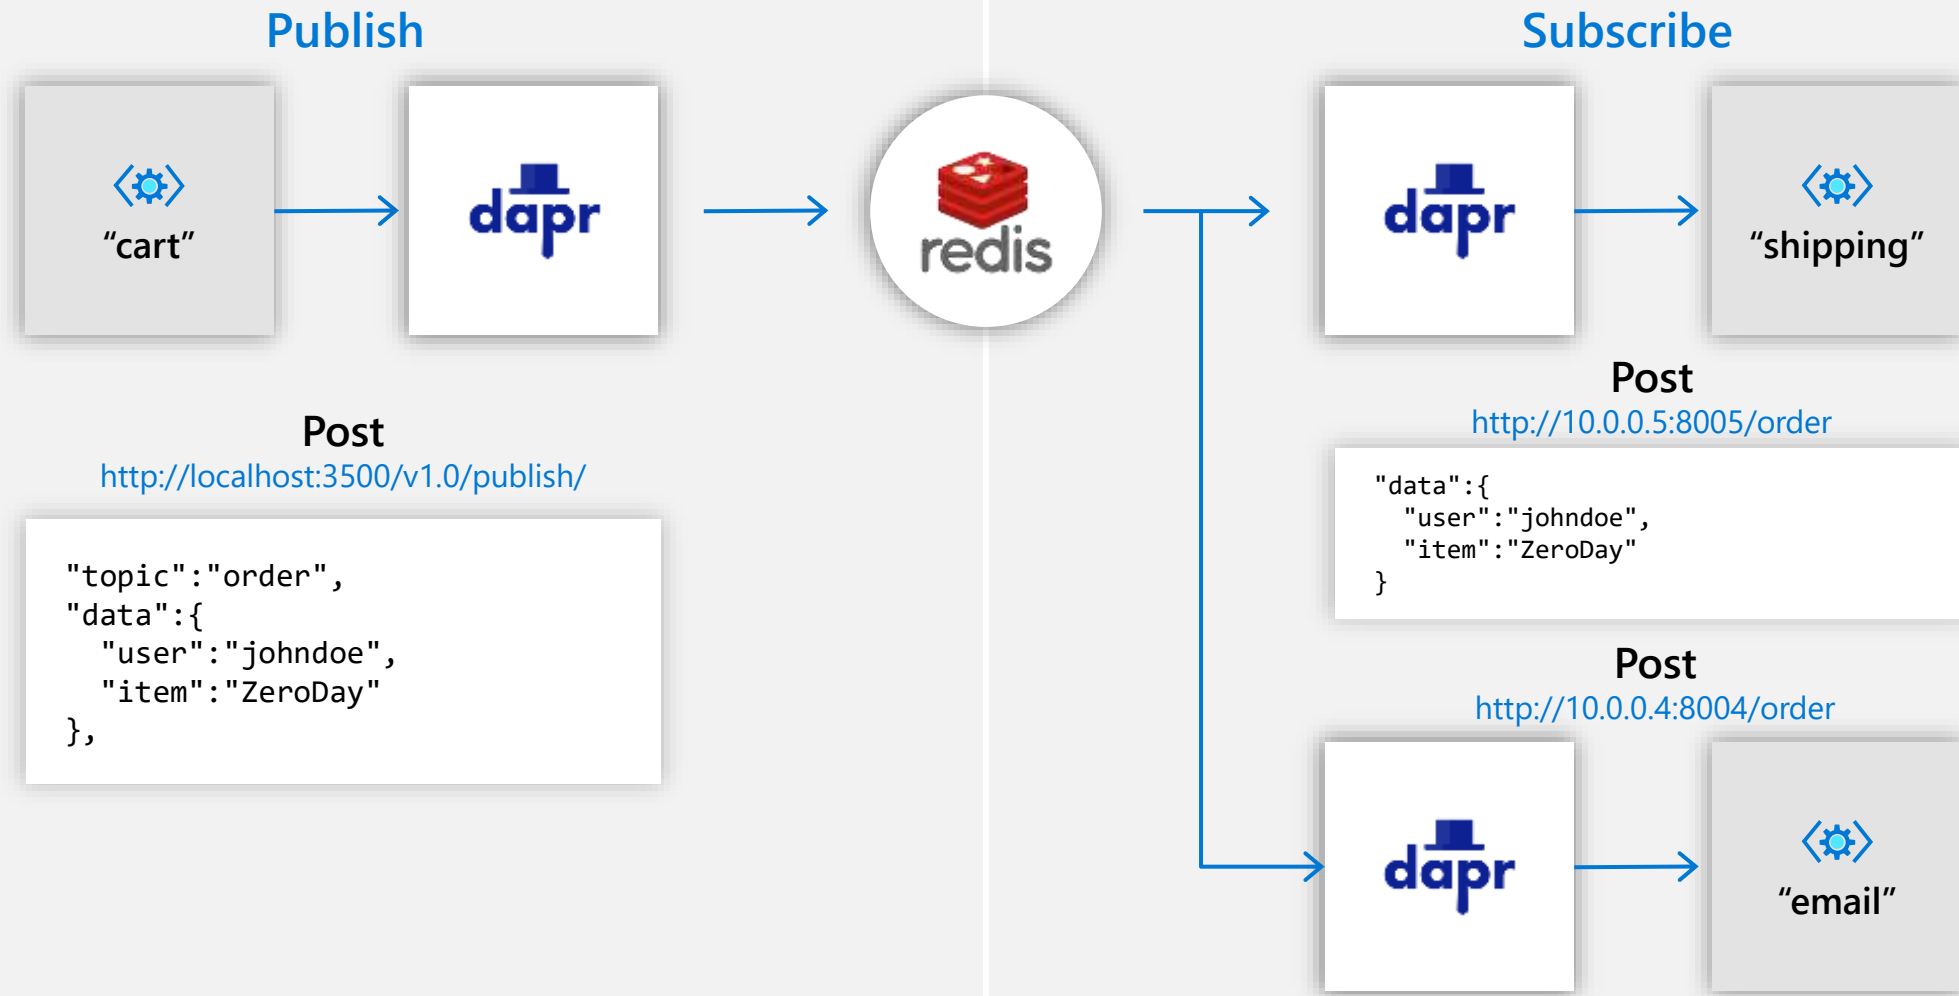 Publish
“cart”
dapr
redis
Post
http://localhost:3500/v1.0/publish/
"topic":"order",
"data":{
"user":"johndoe",
"item":"ZeroDay"
},
Subscribe
dapr
“shipping”
Post
http://10.0.0.5:8005/order
"data":{
"user":"johndoe",
"item":"ZeroDay"
}
Post
http://10.0.0.4:8004/order
dapr
“email”